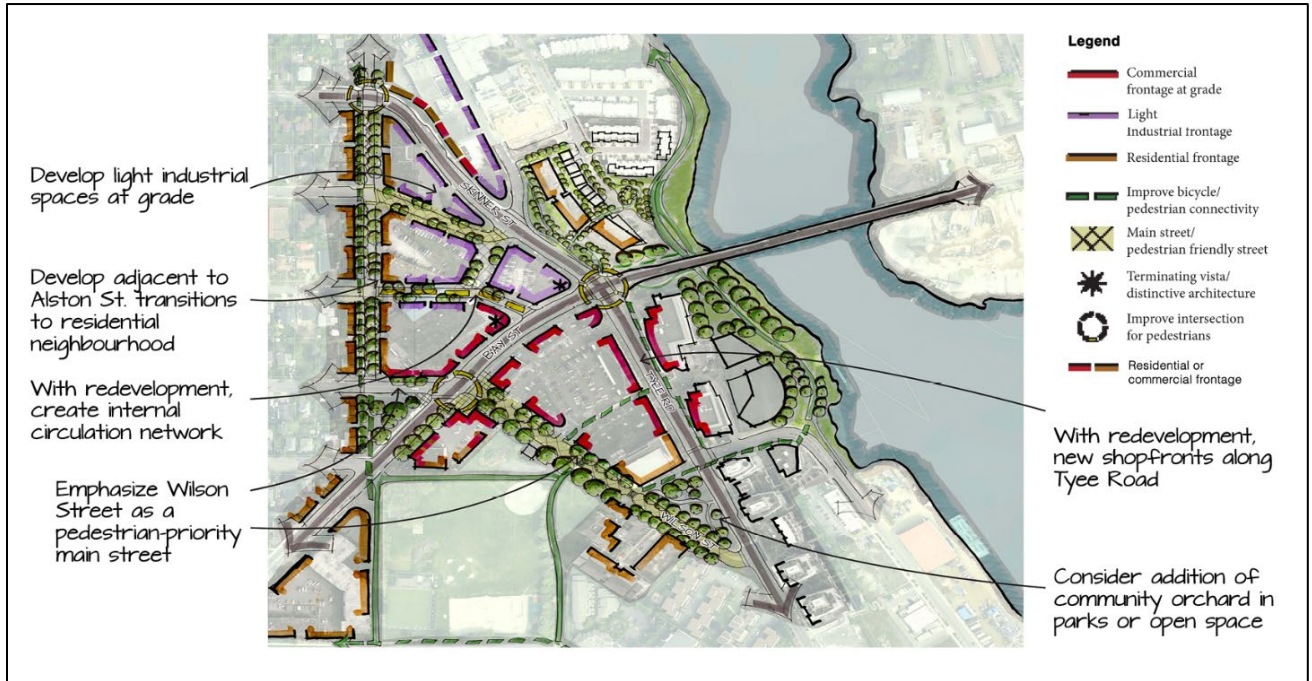 Develop light industrial
spaces at grade
Develop adjacent to
Alston St. transitions
to residential
neighbourhood
With redevelopment,
create internal
circulation network
Emphasize Wilson
Street as a
pedestrian-priority
main street
SKINNER ST
BAY ST
TYEE RD
WILSON ST
Legend
Commercial
frontage at grade
Light
Industrial frontage
Residential frontage
Improve bicycle/
pedestrian connectivity
Main street/
pedestrian friendly street
Terminating vista/
distinctive architecture
Improve intersection
for pedestrians
Residential or
commercial frontage
With redevelopment,
new shopfronts along
Tyee Road
Consider addition of
community orchard in
parks or open space